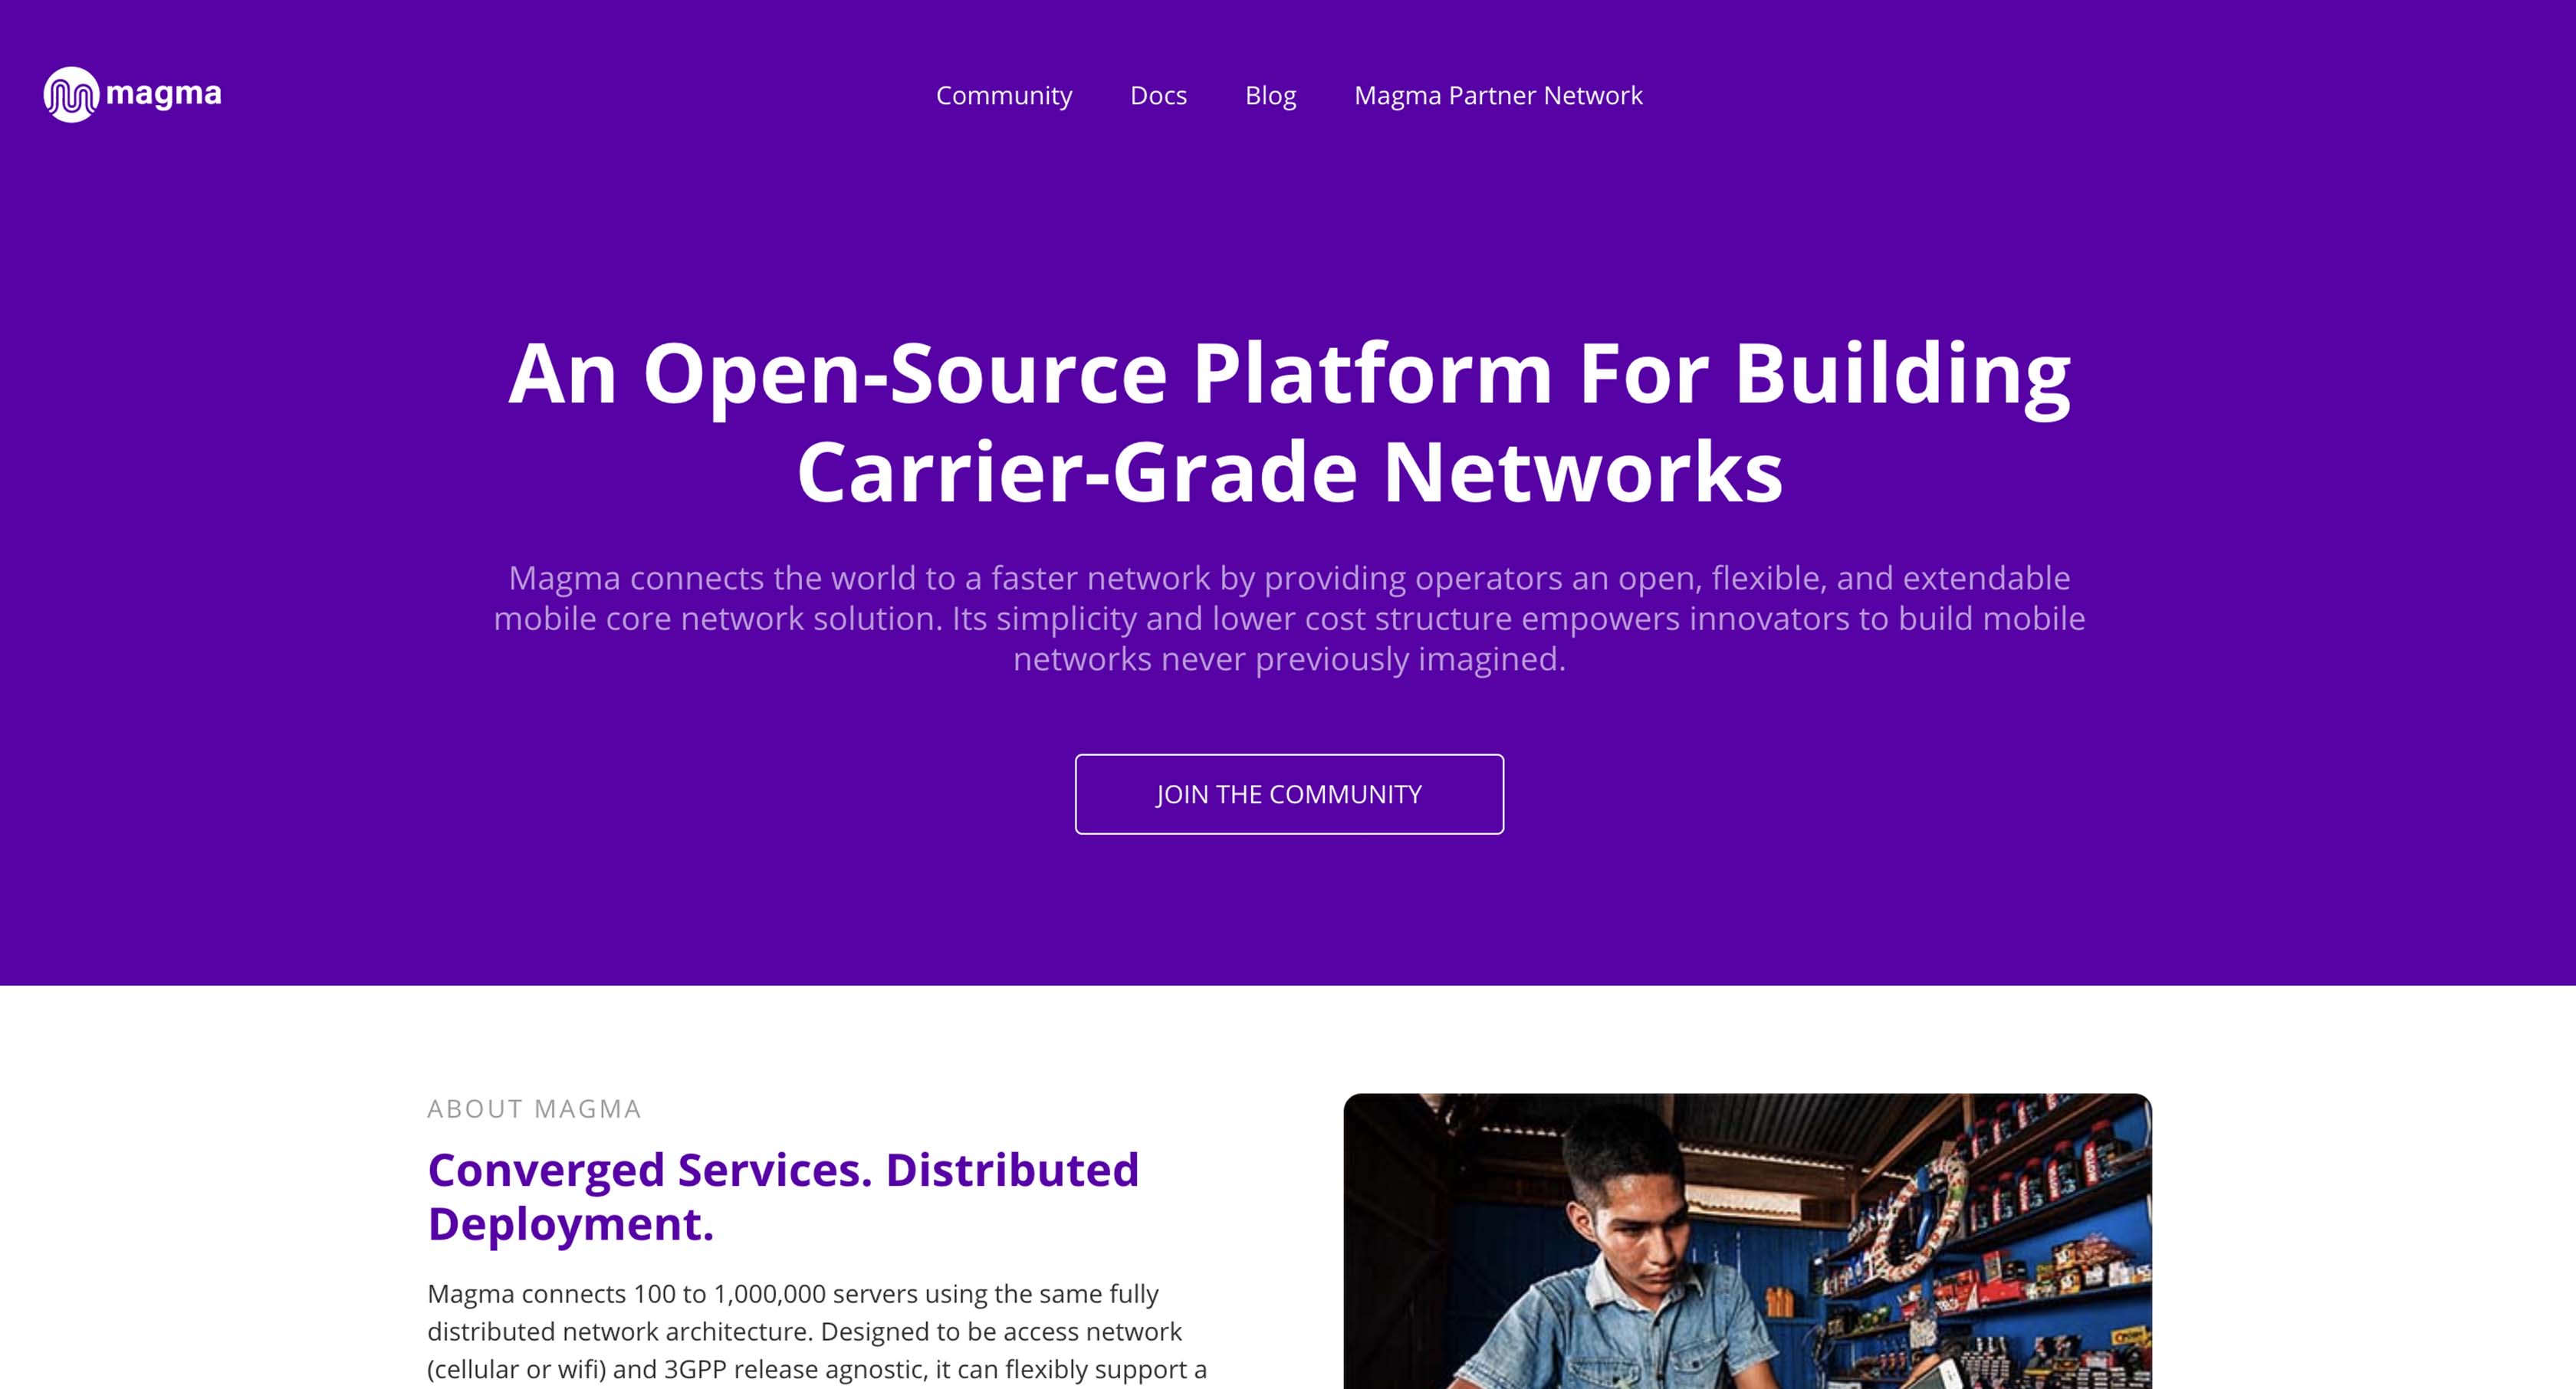 magma
Community
Docs
Blog
Magma Partner Network
An Open-Source Platform For Building
Carrier-Grade Networks
Magma connects the world to a faster network by providing operators an open, flexible, and extendable
mobile core network solution. Its simplicity and lower cost structure empowers innovators to build mobile
networks never previously imagined.
JOIN THE COMMUNITY
ABOUT MAGMA
Converged Services. Distributed
Deployment.
Magma connects 100 to 1,000,000 servers using the same fully
distributed network architecture. Designed to be access network
(cellular or wifi) and 3GPP release agnostic, it can flexibly support a